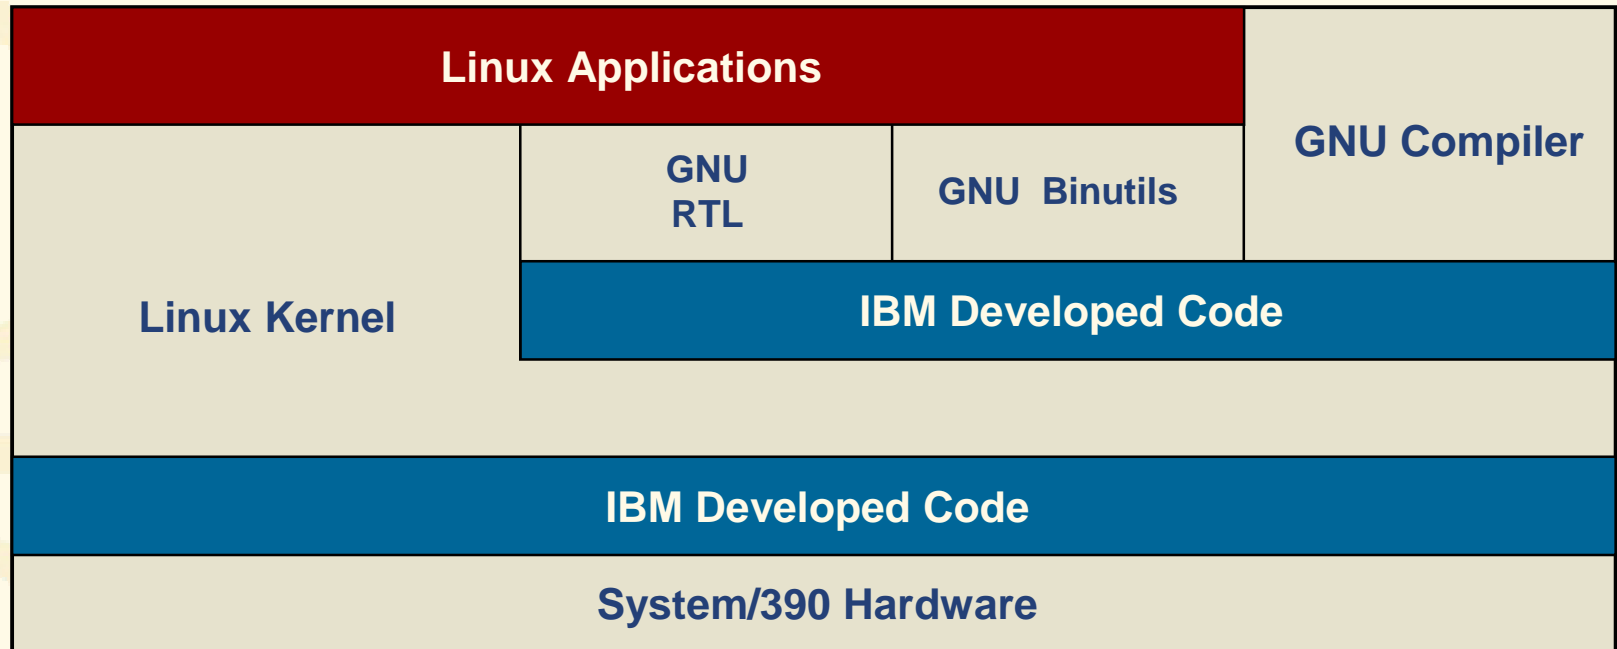 Linux Applications
GNU Compiler
GNU
RTL
GNU Binutils
Linux Kernel
IBM Developed Code
IBM Developed Code
System/390 Hardware